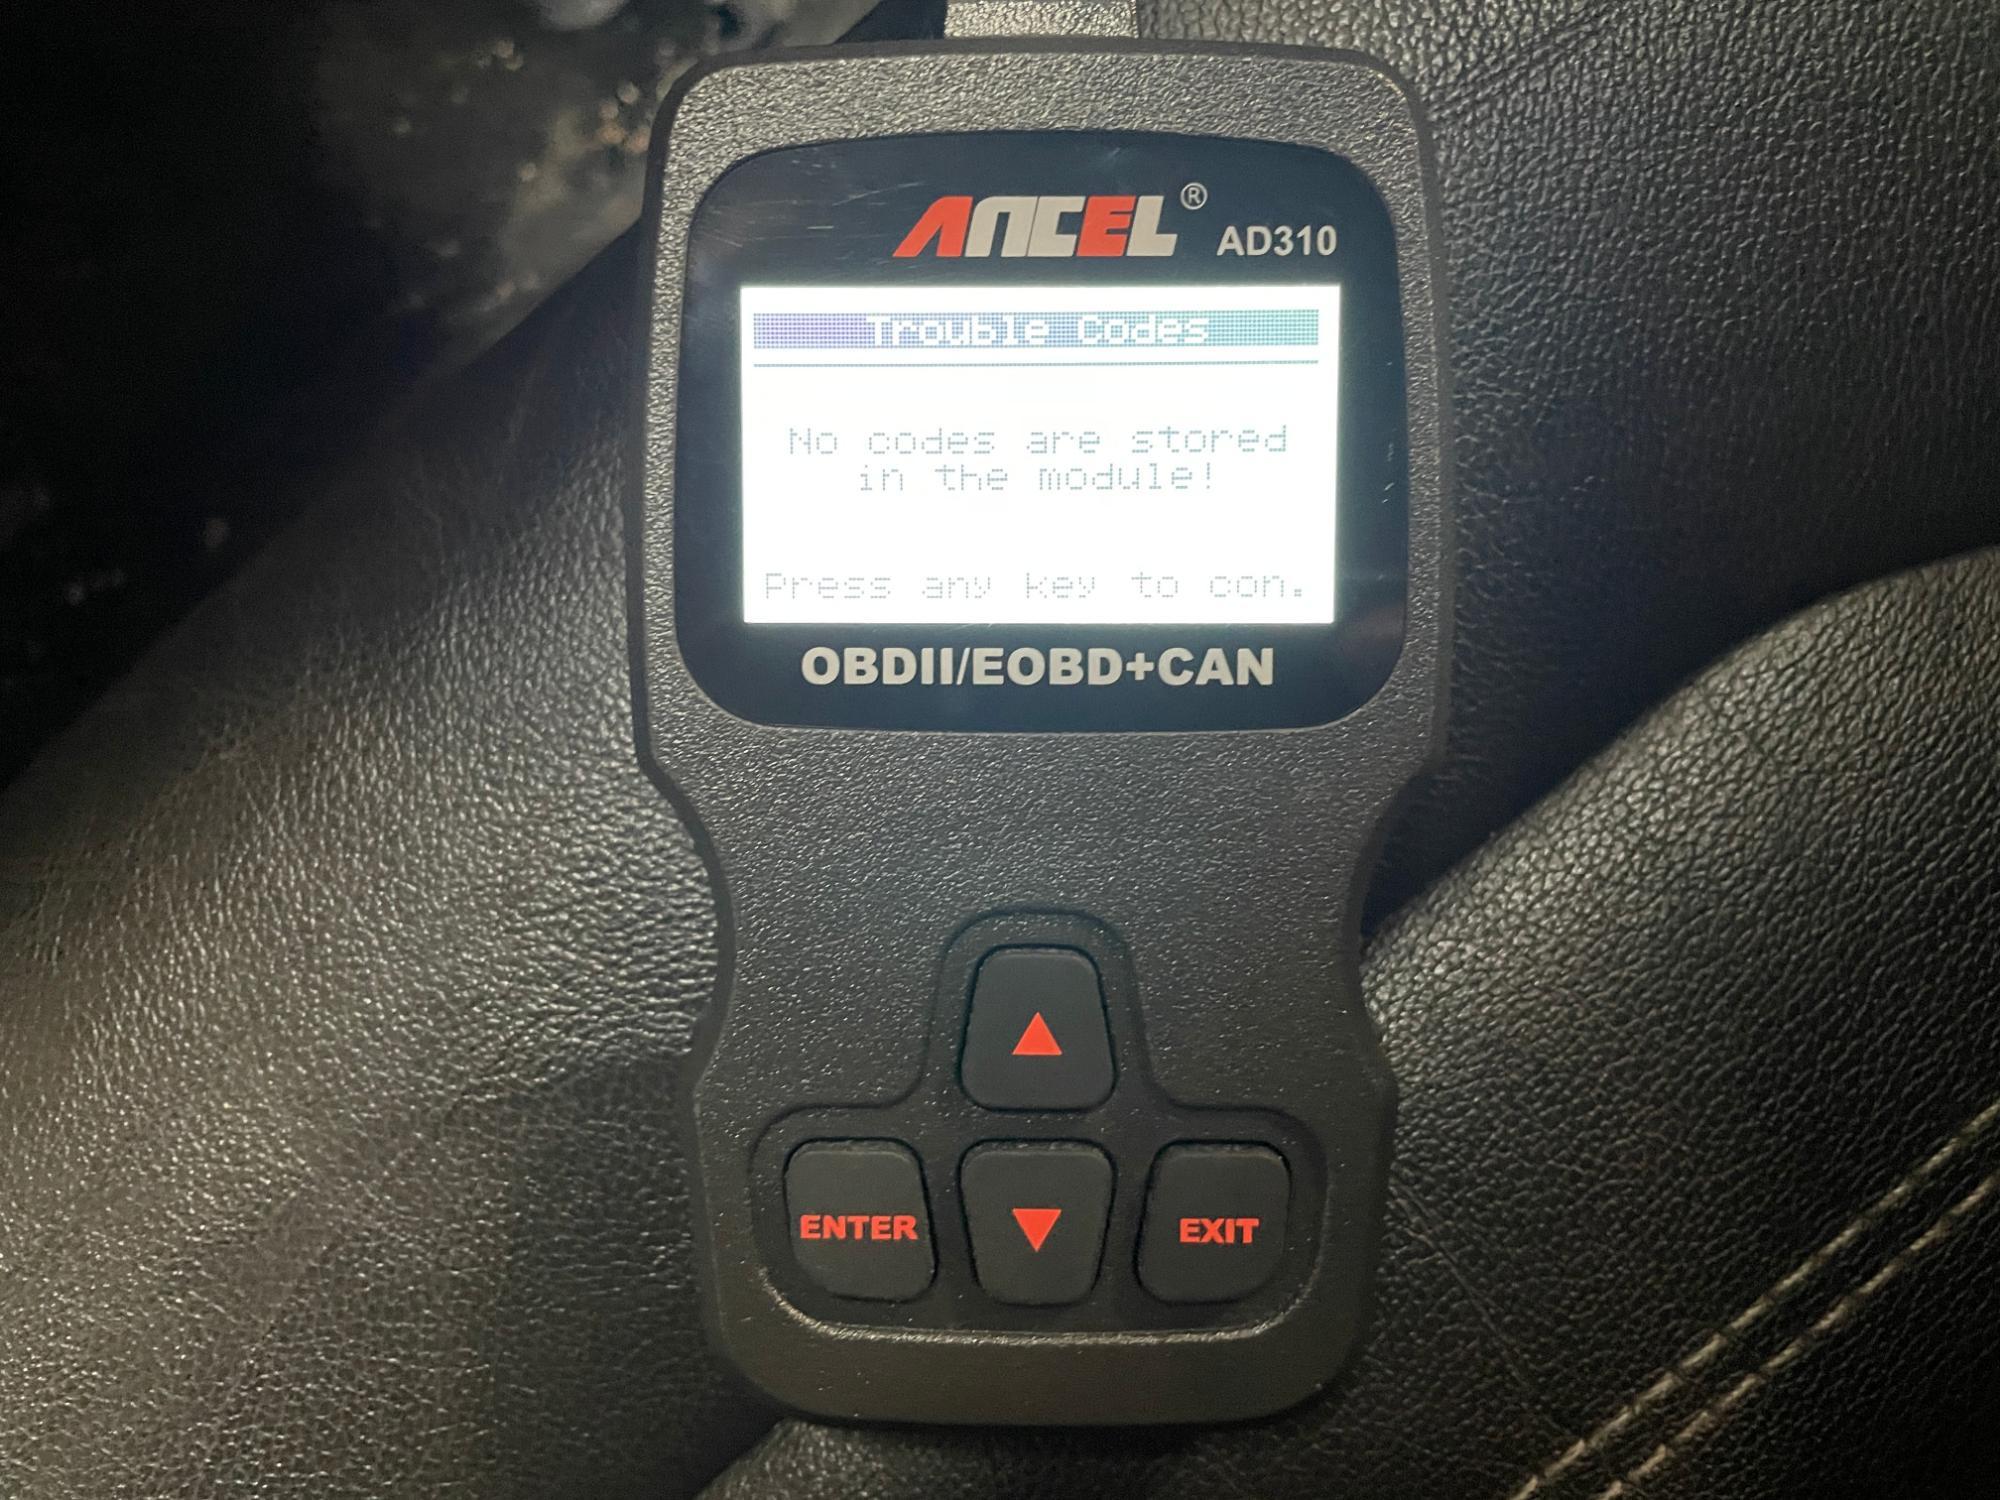 ANCEL® AD310
Trouble Codes
No codes are stored
in the module!
Press any key to con.
OBDII/EOBD+CAN
▲
ENTER ▼ EXIT